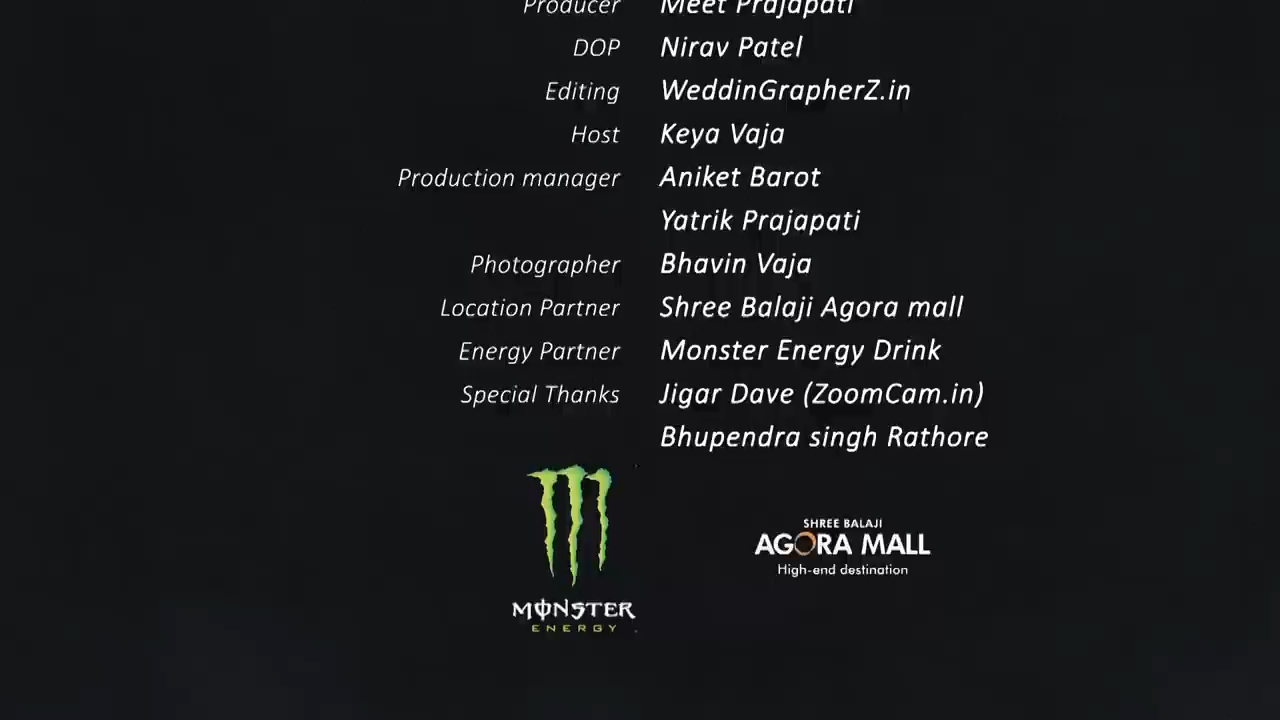 Producer Meet Prajapati
DOP Nirav Patel
Editing WeddinGrapherZ.in
Host Keya Vaja
Production manager Aniket Barot
Yatrik Prajapati
Photographer Bhavin Vaja
Location Partner Shree Balaji Agora mall
Energy Partner Monster Energy Drink
Special Thanks Jigar Dave (ZoomCam.in)
Bhupendra singh Rathore
MONSTER
ENERGY
SHREE BALAJI
AGORA MALL
High-end destination